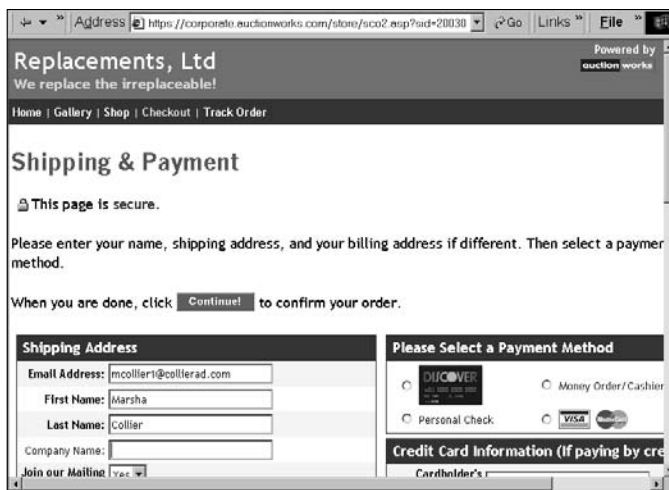 Address https://corporate.auctionworks.com/store/sco2.asp?sid=20030 Go Links » File »
Replacements, Ltd
We replace the irreplaceable!
Powered by
auction works
Home | Gallery | Shop | Checkout | Track Order
Shipping & Payment
This page is secure.
Please enter your name, shipping address, and your billing address if different. Then select a paymer
method.
When you are done, click Continue! to confirm your order.
Shipping Address
Email Address: mcollier1@collierad.com
First Name: Marsha
Last Name: Collier
Company Name:
Join our Mailing Yes
Please Select a Payment Method
DISCOVER
Money Order/Cashier
Personal Check
VISA
Credit Card Information (If paying by cre
Cardholder's